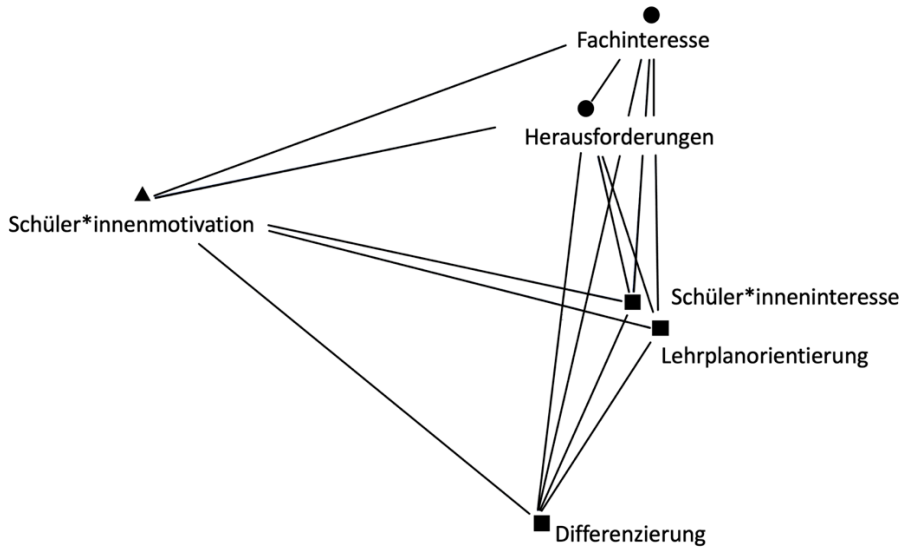 Fachinteresse
Herausforderungen
Schüler*innenmotivation
Schüler*inneninteresse
Lehrplanorientierung
Differenzierung